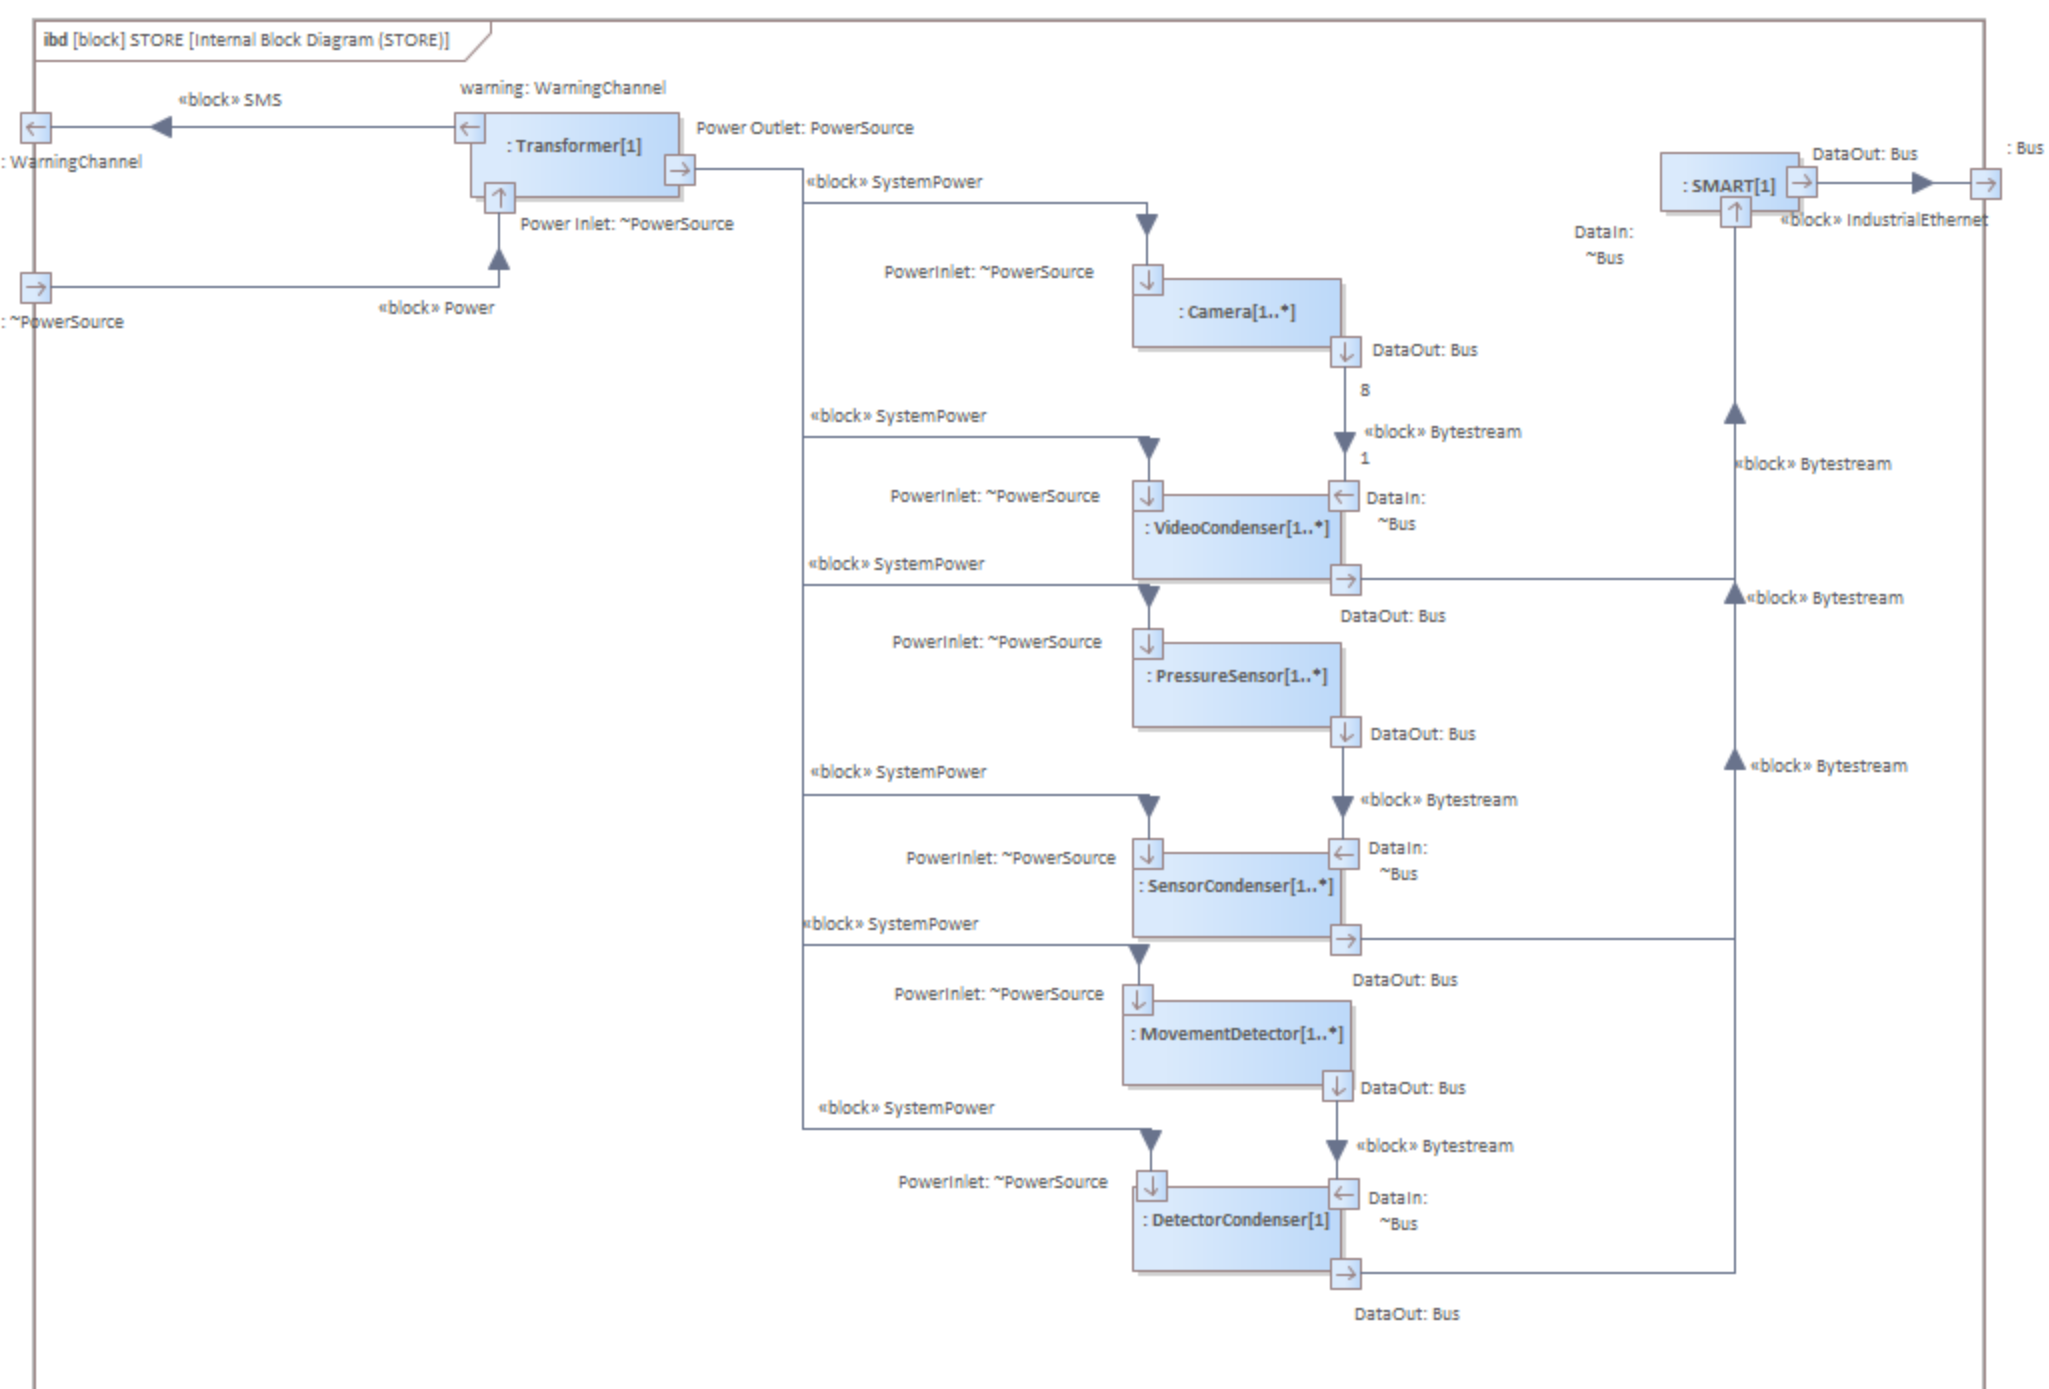 ibd [block] STORE [Internal Block Diagram (STORE)]
warning: WarningChannel
«block» SMS
Power Outlet: PowerSource
: Transformer[1]
: WarningChannel
Power Inlet: ~PowerSource
«block» Power
: ~PowerSource
«block» SystemPower
DataOut: Bus
: Bus
: SMART[1]
«block» IndustrialEthernet
DataIn:
~Bus
PowerInlet: ~PowerSource
: Camera[1..*]
DataOut: Bus
8
«block» SystemPower
«block» Bytestream
1
«block» Bytestream
PowerInlet: ~PowerSource
DataIn:
~Bus
: VideoCondenser[1..*]
«block» SystemPower
DataOut: Bus
«block» Bytestream
PowerInlet: ~PowerSource
: PressureSensor[1..*]
DataOut: Bus
«block» SystemPower
«block» Bytestream
«block» Bytestream
PowerInlet: ~PowerSource
DataIn:
~Bus
: SensorCondenser[1..*]
«block» SystemPower
DataOut: Bus
PowerInlet: ~PowerSource
: MovementDetector[1..*]
DataOut: Bus
«block» SystemPower
«block» Bytestream
PowerInlet: ~PowerSource
DataIn:
~Bus
: DetectorCondenser[1]
DataOut: Bus